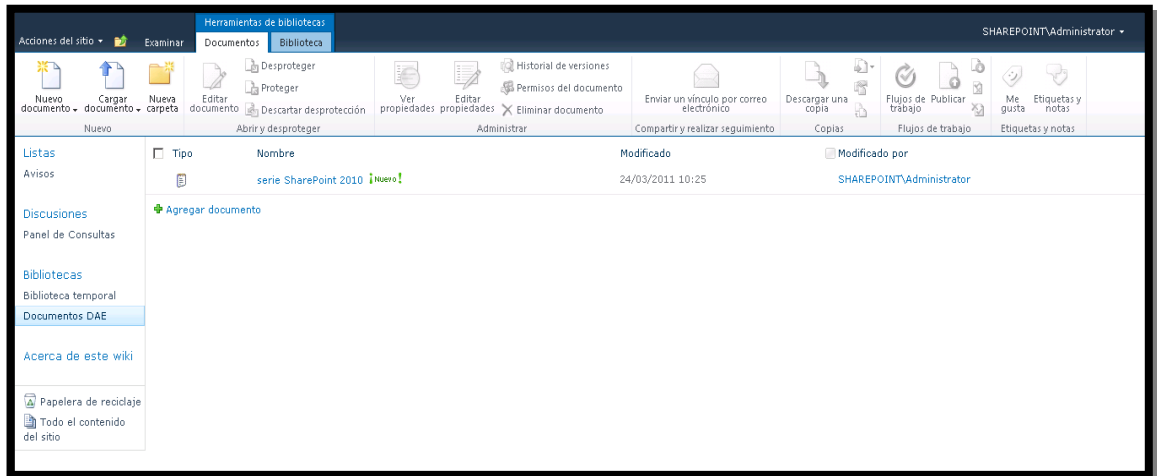 Herramientas de bibliotecas
Acciones del sitio Examinar Documentos Biblioteca SHAREPOINT\Administrator
Nuevo documento
Cargar documento
Nueva carpeta
Nuevo
Editar documento
Desproteger
Proteger
Descartar desprotección
Abrir y desproteger
Ver propiedades
Editar propiedades
Historial de versiones
Permisos del documento
Eliminar documento
Administrar
Enviar un vínculo por correo electrónico
Compartir y realizar seguimiento
Descargar una copia
Copias
Flujos de trabajo
Publicar
Flujos de trabajo
Me gusta
Etiquetas y notas
Etiquetas y notas
Listas
Avisos
Discusiones
Panel de Consultas
Bibliotecas
Biblioteca temporal
Documentos DAE
Acerca de este wiki
Papelera de reciclaje
Todo el contenido
del sitio
Tipo Nombre Modificado Modificado por
serie SharePoint 2010 ¡Nuevo! 24/03/2011 10:25 SHAREPOINT\Administrator
Agregar documento